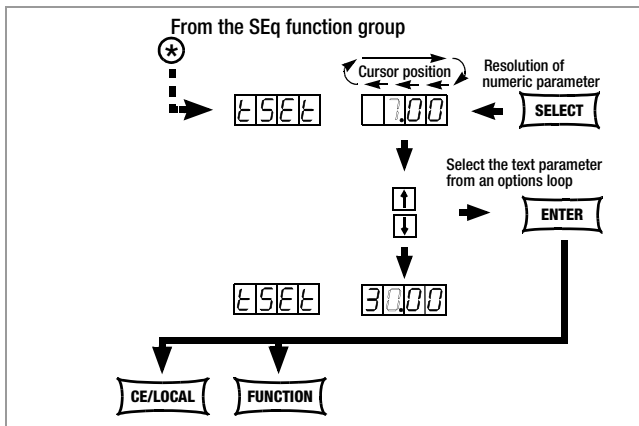 From the SEq function group
*
Cursor position
Resolution of
numeric parameter
tSEt
7.00
SELECT
Select the text parameter
from an options loop
↑
↓
ENTER
tSEt
30.00
CE/LOCAL
FUNCTION